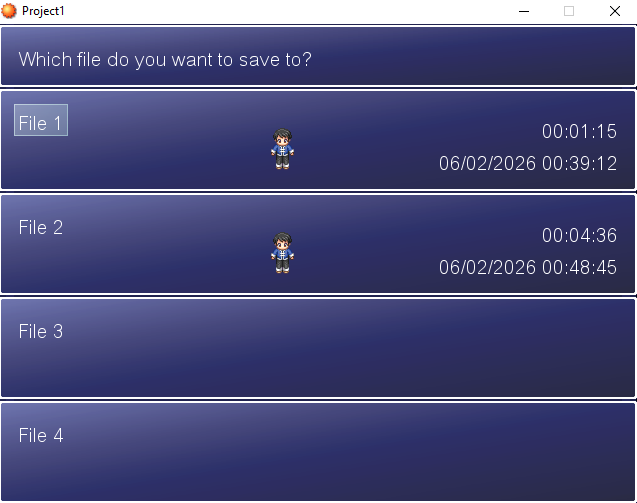 Project1
Which file do you want to save to?
File 1
00:01:15
06/02/2026 00:39:12
File 2
00:04:36
06/02/2026 00:48:45
File 3
File 4